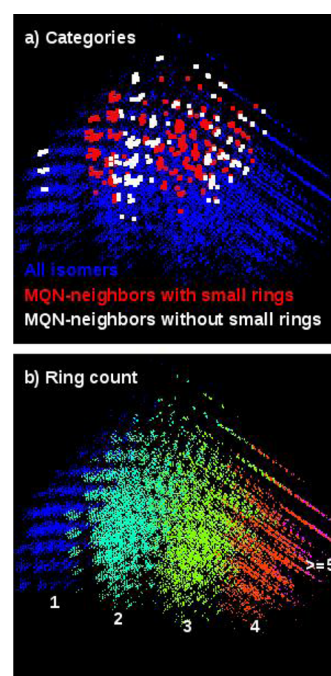 a) Categories
All isomers
MQN-neighbors with small rings
MQN-neighbors without small rings
b) Ring count
1
2
3
4
>=5